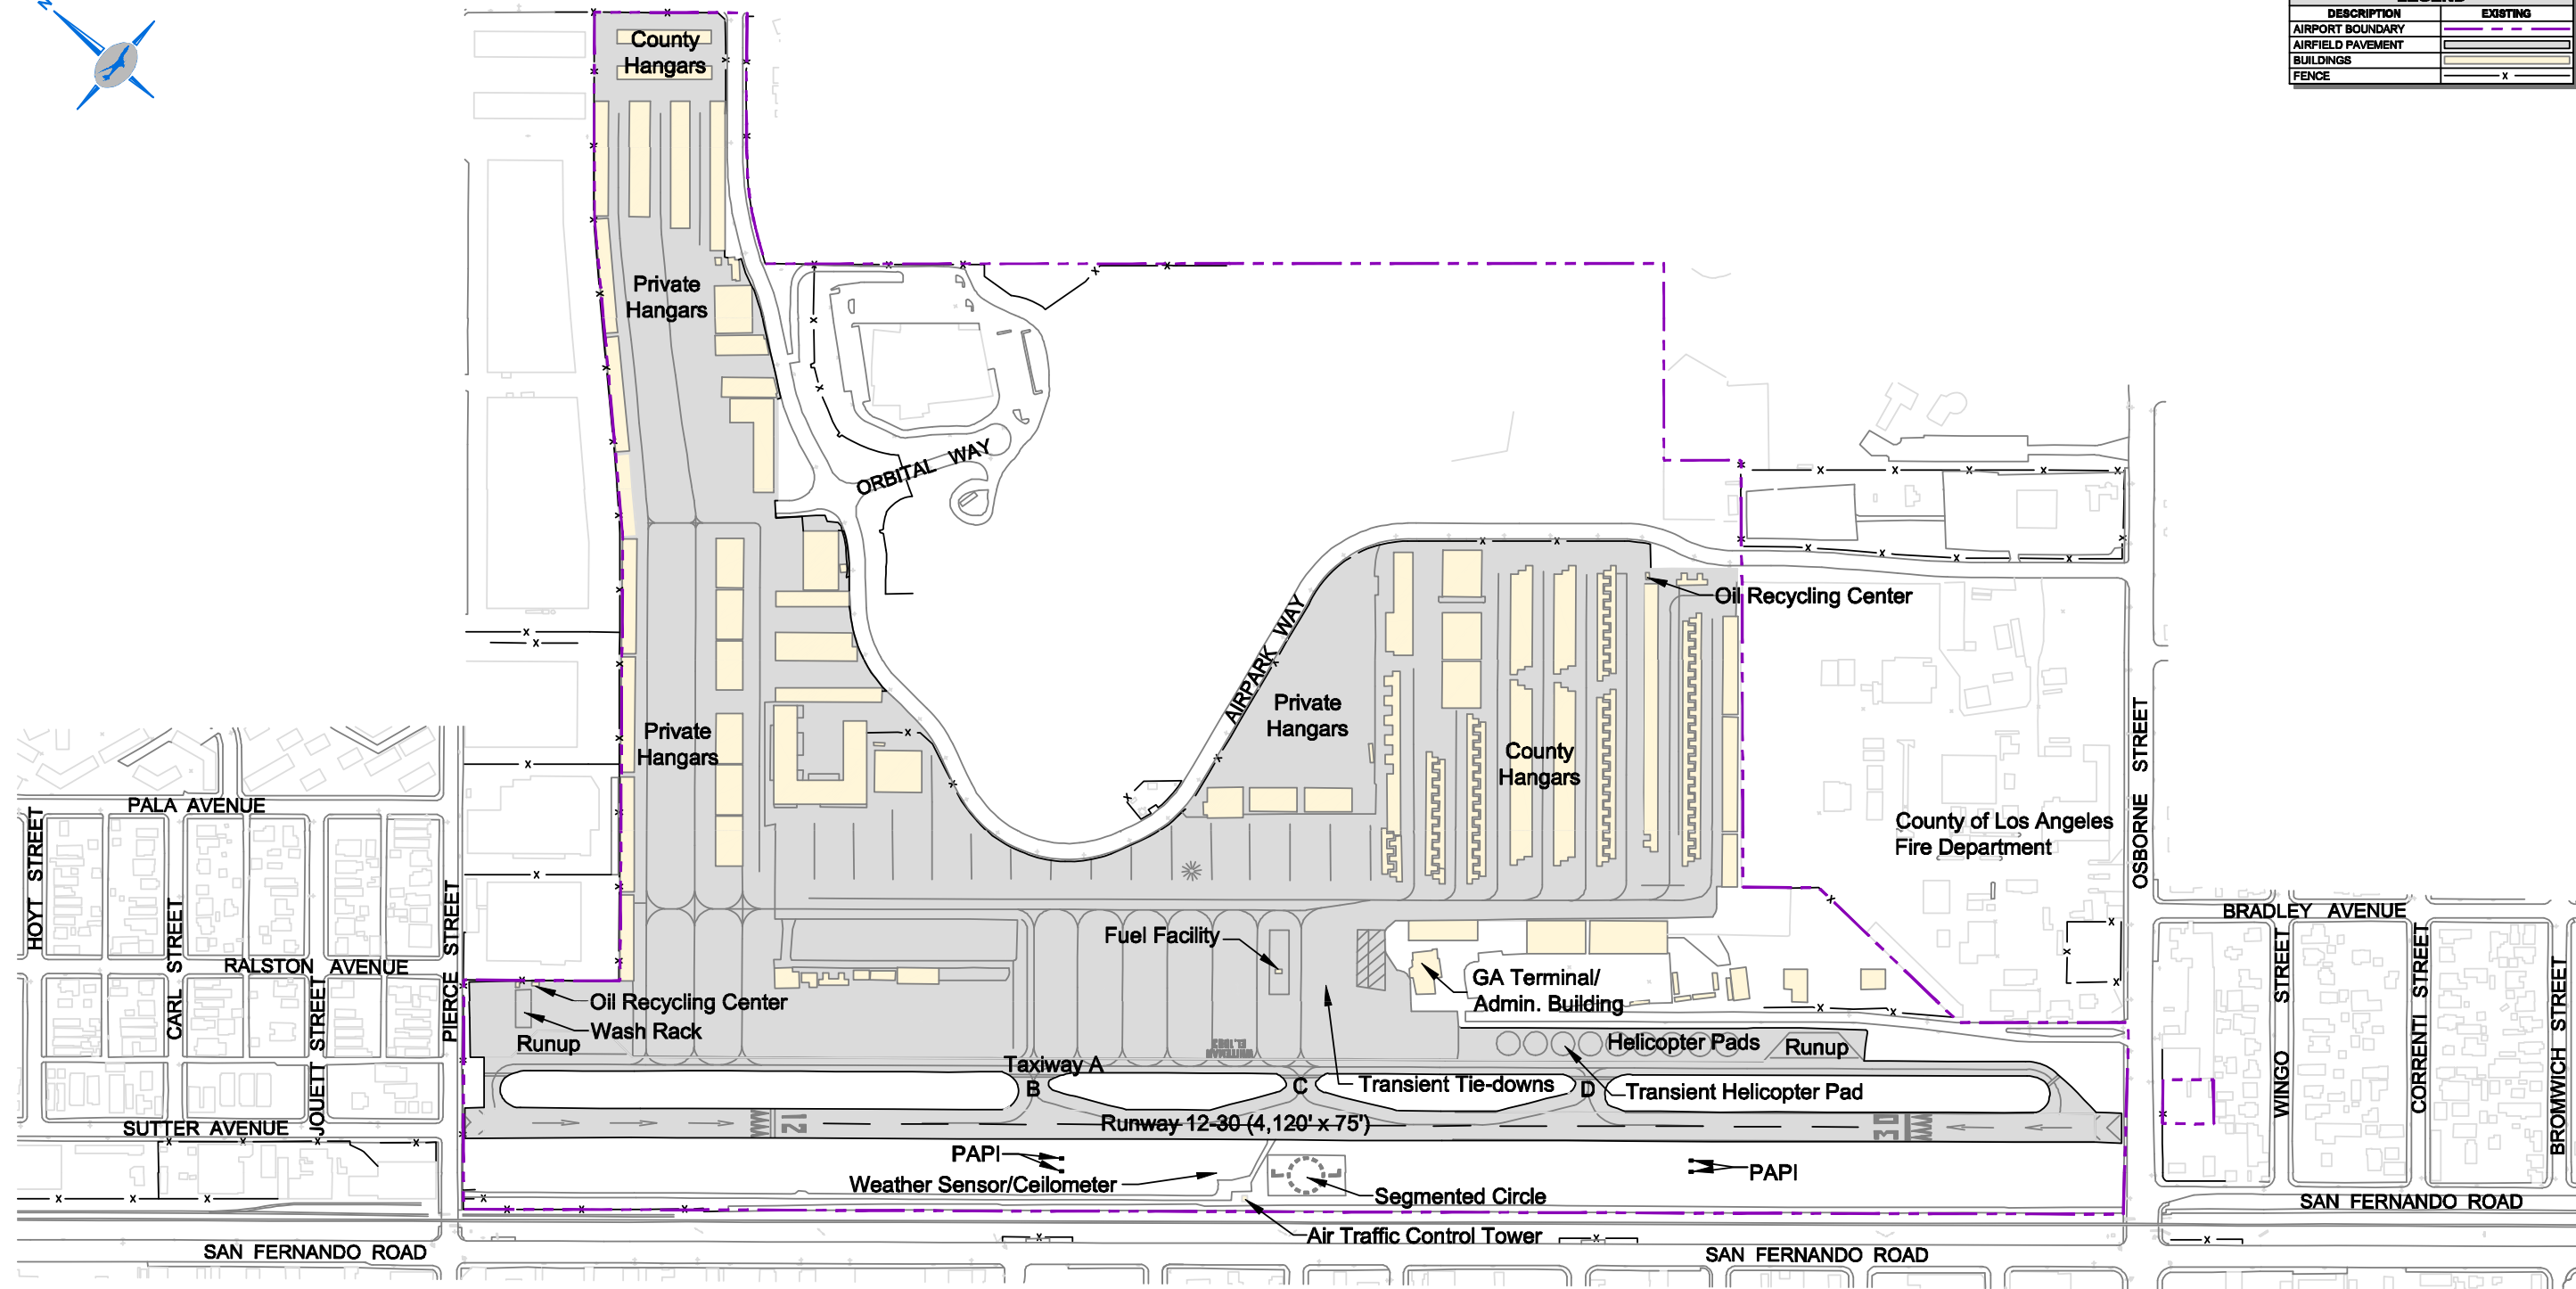 N
LEGEND
DESCRIPTION EXISTING
AIRPORT BOUNDARY
AIRFIELD PAVEMENT
BUILDINGS
FENCE
County
Hangars
Private
Hangars
ORBITAL WAY
AIRPARK WAY
Oil Recycling Center
Private
Hangars
Private
Hangars
County
Hangars
OSBORNE STREET
County of Los Angeles
Fire Department
PALA AVENUE
HOYT STREET
CARL STREET
RALSTON AVENUE
JOUETT STREET
PIERCE STREET
SUTTER AVENUE
BRADLEY AVENUE
WINGO STREET
CORRENTI STREET
BROMWICH STREET
Fuel Facility
GA Terminal/
Admin. Building
Oil Recycling Center
Wash Rack
Runup
WHITEMAN
EL. 1003
Helicopter Pads
Runup
Taxiway A
B
C
D
Transient Tie-downs
Transient Helicopter Pad
12
Runway 12-30 (4,120' x 75')
30
PAPI
PAPI
Weather Sensor/Ceilometer
Segmented Circle
Air Traffic Control Tower
SAN FERNANDO ROAD
SAN FERNANDO ROAD
SAN FERNANDO ROAD